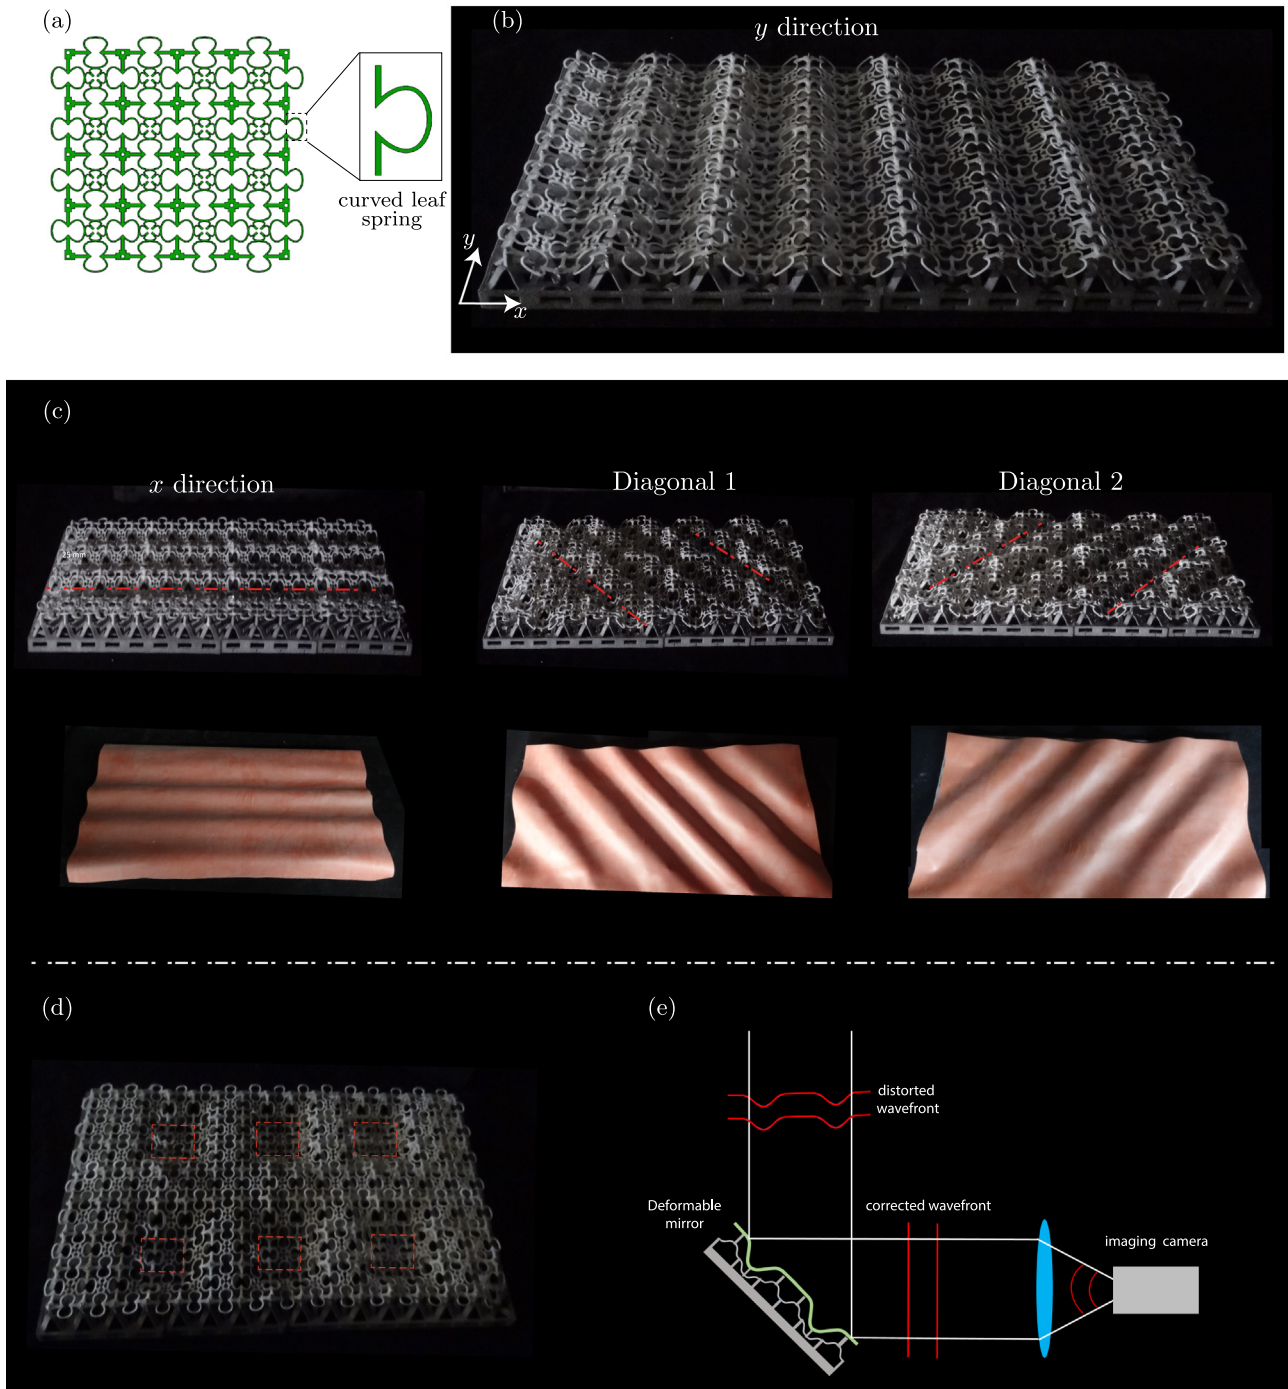 (a)
curved leaf
spring
(b)
y direction
y
x
(c)
x direction
Diagonal 1
Diagonal 2
25 mm
(d)
(e)
distorted
wavefront
Deformable
mirror
corrected wavefront
imaging camera